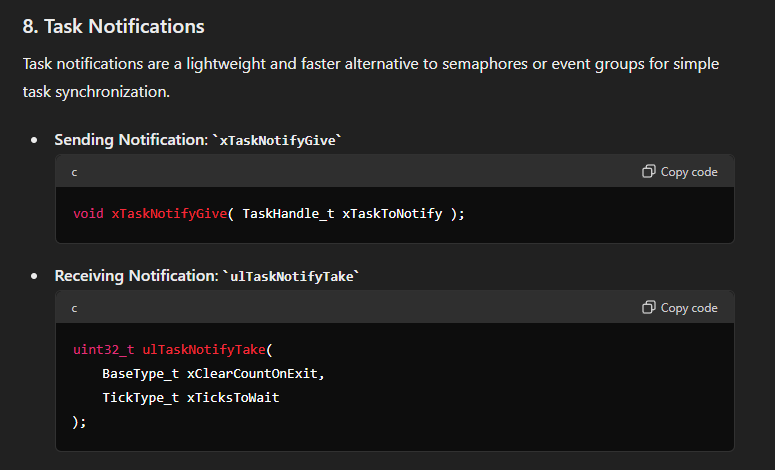 8. Task Notifications
Task notifications are a lightweight and faster alternative to semaphores or event groups for simple
task synchronization.
• Sending Notification: `xTaskNotifyGive`
c
Copy code
void xTaskNotifyGive( TaskHandle_t xTaskToNotify );
• Receiving Notification: `ulTaskNotifyTake`
c
Copy code
uint32_t ulTaskNotifyTake(
    BaseType_t xClearCountOnExit,
    TickType_t xTicksToWait
);